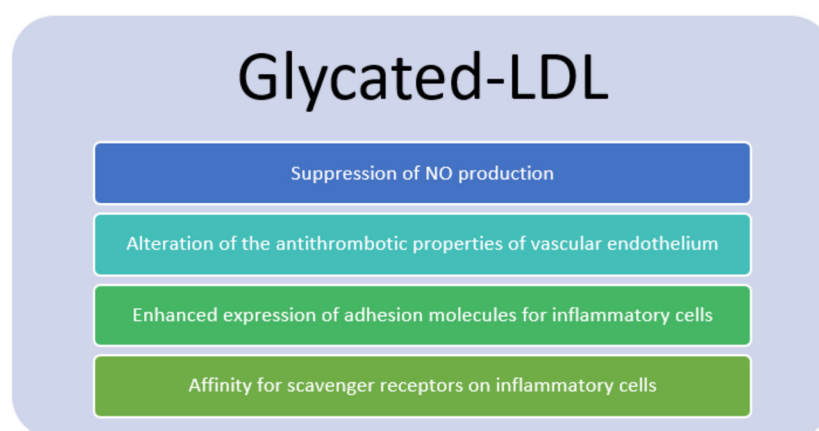 Glycated-LDL
Suppression of NO production
Alteration of the antithrombotic properties of vascular endothelium
Enhanced expression of adhesion molecules for inflammatory cells
Affinity for scavenger receptors on inflammatory cells